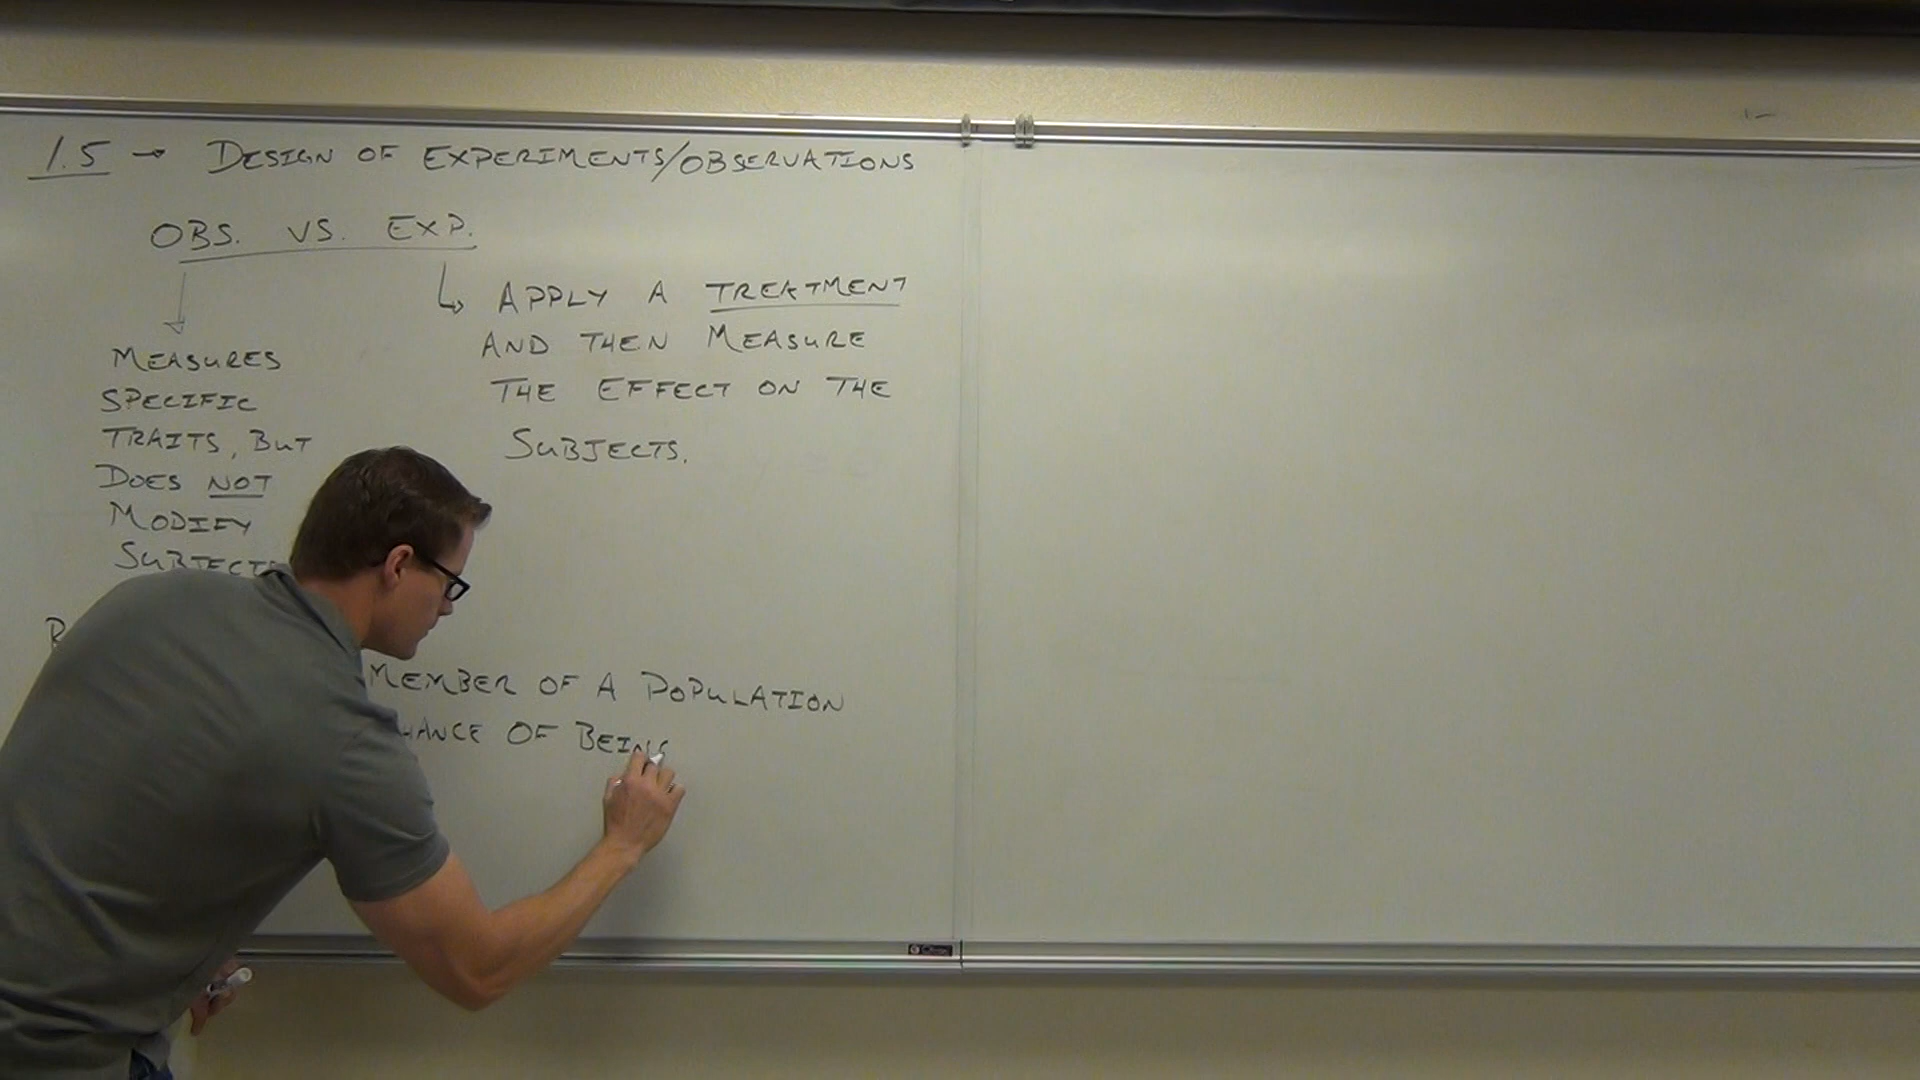 1.5 → DESIGN OF EXPERIMENTS/OBSERVATIONS
OBS. VS. EXP.
↳ APPLY A TREATMENT
AND THEN MEASURE
THE EFFECT ON THE
SUBJECTS.
MEASURES
SPECIFIC
TRAITS, BUT
DOES NOT
MODIFY
SUBJECTS
MEMBER OF A POPULATION
OF BEING